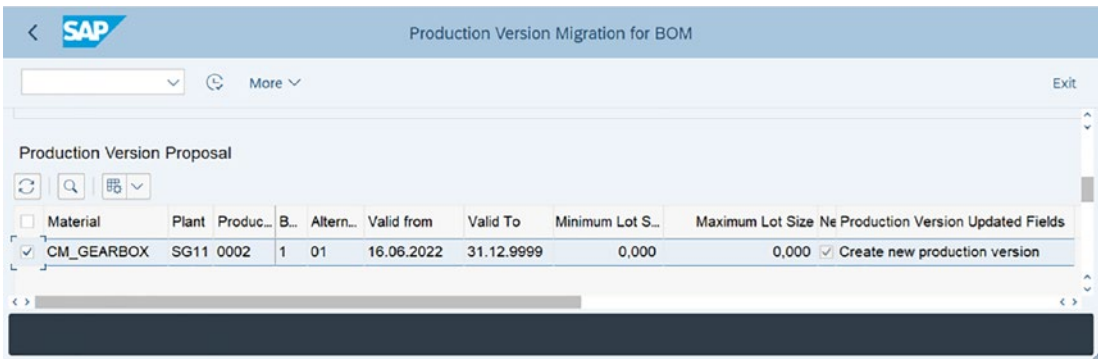 SAP Production Version Migration for BOM
More Exit
Production Version Proposal
Material Plant Produc... B... Altern... Valid from Valid To Minimum Lot S... Maximum Lot Size Ne Production Version Updated Fields
CM_GEARBOX SG11 0002 1 01 16.06.2022 31.12.9999 0,000 0,000 Create new production version